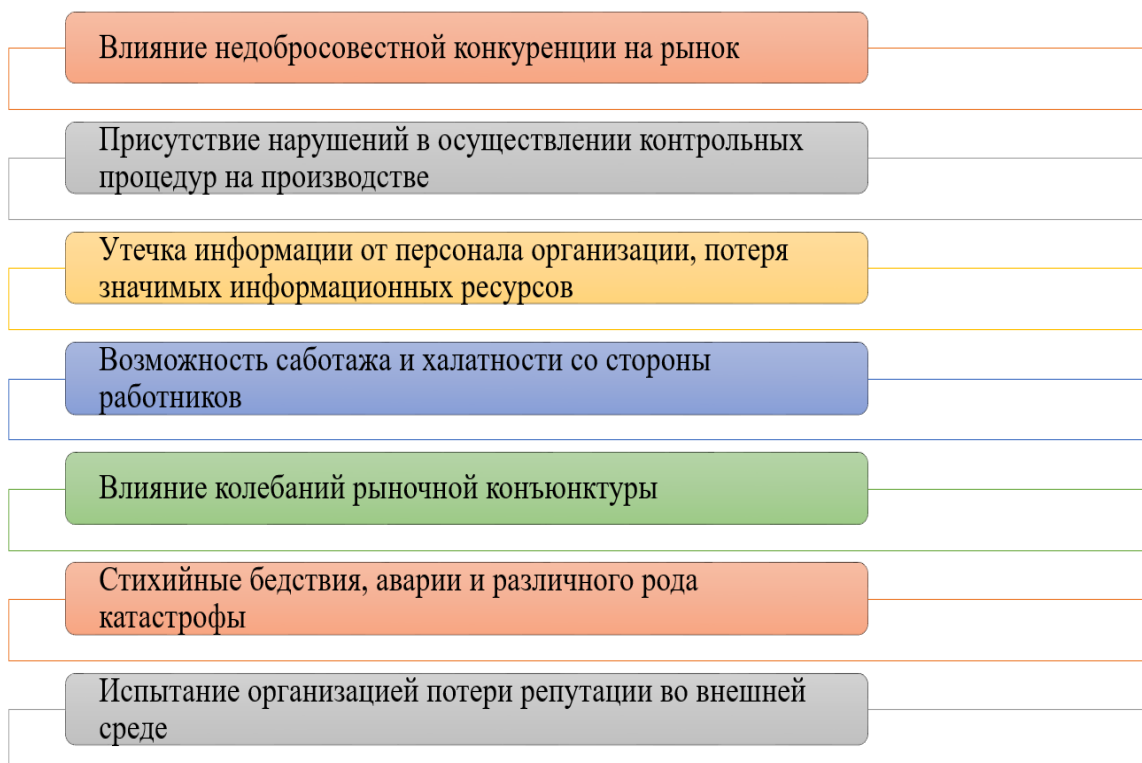 Влияние недобросовестной конкуренции на рынок
Присутствие нарушений в осуществлении контрольных
процедур на производстве
Утечка информации от персонала организации, потеря
значимых информационных ресурсов
Возможность саботажа и халатности со стороны
работников
Влияние колебаний рыночной конъюнктуры
Стихийные бедствия, аварии и различного рода
катастрофы
Испытание организацией потери репутации во внешней
среде